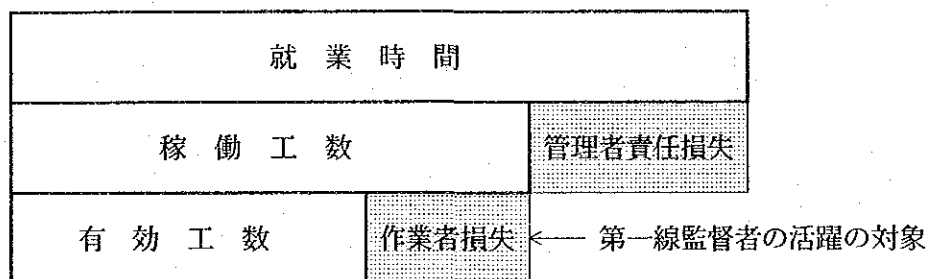 就業時間
稼働工数 管理者責任損失
有効工数 作業者損失 ← 第一線監督者の活躍の対象